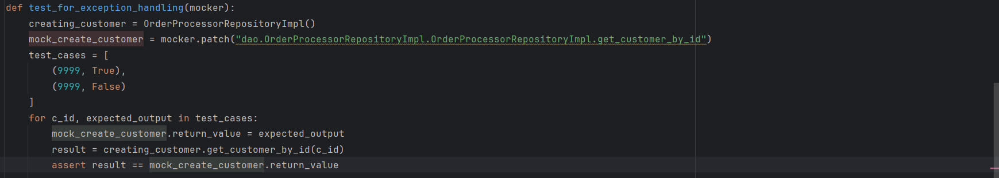 def test_for_exception_handling(mocker):
    creating_customer = OrderProcessorRepositoryImpl()
    mock_create_customer = mocker.patch("dao.OrderProcessorRepositoryImpl.OrderProcessorRepositoryImpl.get_customer_by_id")
    test_cases = [
        (9999, True),
        (9999, False)
    ]
    for c_id, expected_output in test_cases:
        mock_create_customer.return_value = expected_output
        result = creating_customer.get_customer_by_id(c_id)
        assert result == mock_create_customer.return_value